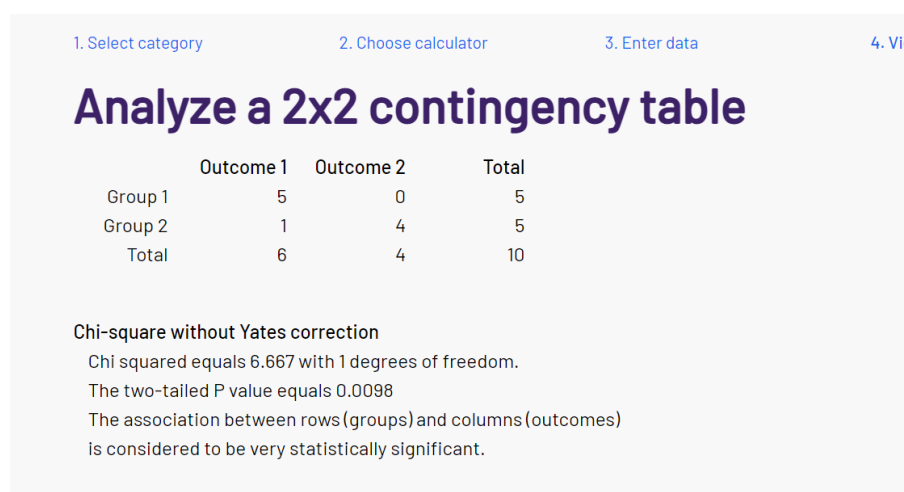 1. Select category 2. Choose calculator 3. Enter data 4.
Analyze a 2x2 contingency table
Outcome 1 Outcome 2 Total
Group 1 5 0 5
Group 2 1 4 5
Total 6 4 10
Chi-square without Yates correction
Chi squared equals 6.667 with 1 degrees of freedom.
The two-tailed P value equals 0.0098
The association between rows (groups) and columns (outcomes)
is considered to be very statistically significant.